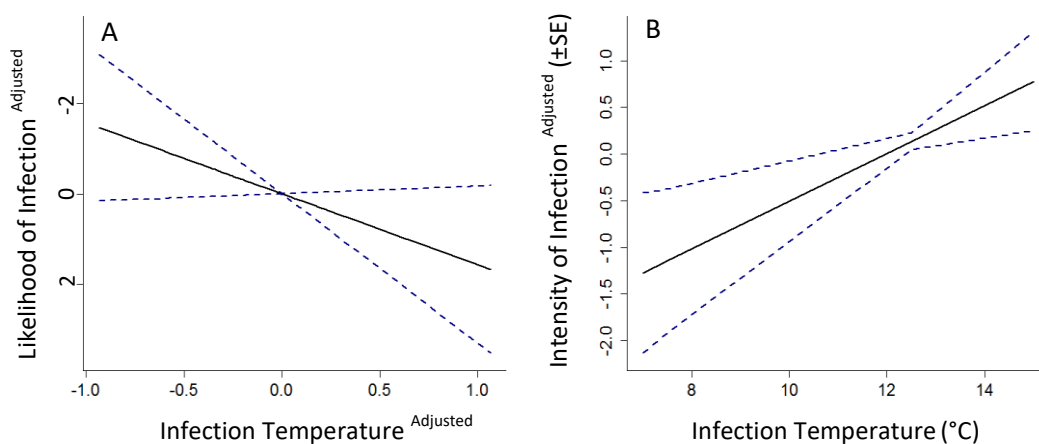 A
Likelihood of Infection Adjusted
-2
0
2
-1.0 -0.5 0.0 0.5 1.0
Infection Temperature Adjusted
B
Intensity of Infection Adjusted (±SE)
1.0
0.5
0.0
-0.5
-1.0
-1.5
-2.0
8 10 12 14
Infection Temperature (°C)